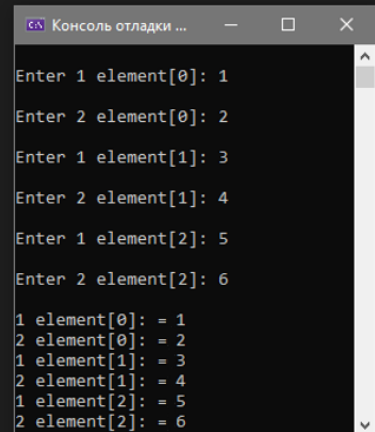 Консоль отладки ...
Enter 1 element[0]: 1
Enter 2 element[0]: 2
Enter 1 element[1]: 3
Enter 2 element[1]: 4
Enter 1 element[2]: 5
Enter 2 element[2]: 6
1 element[0]: = 1
2 element[0]: = 2
1 element[1]: = 3
2 element[1]: = 4
1 element[2]: = 5
2 element[2]: = 6